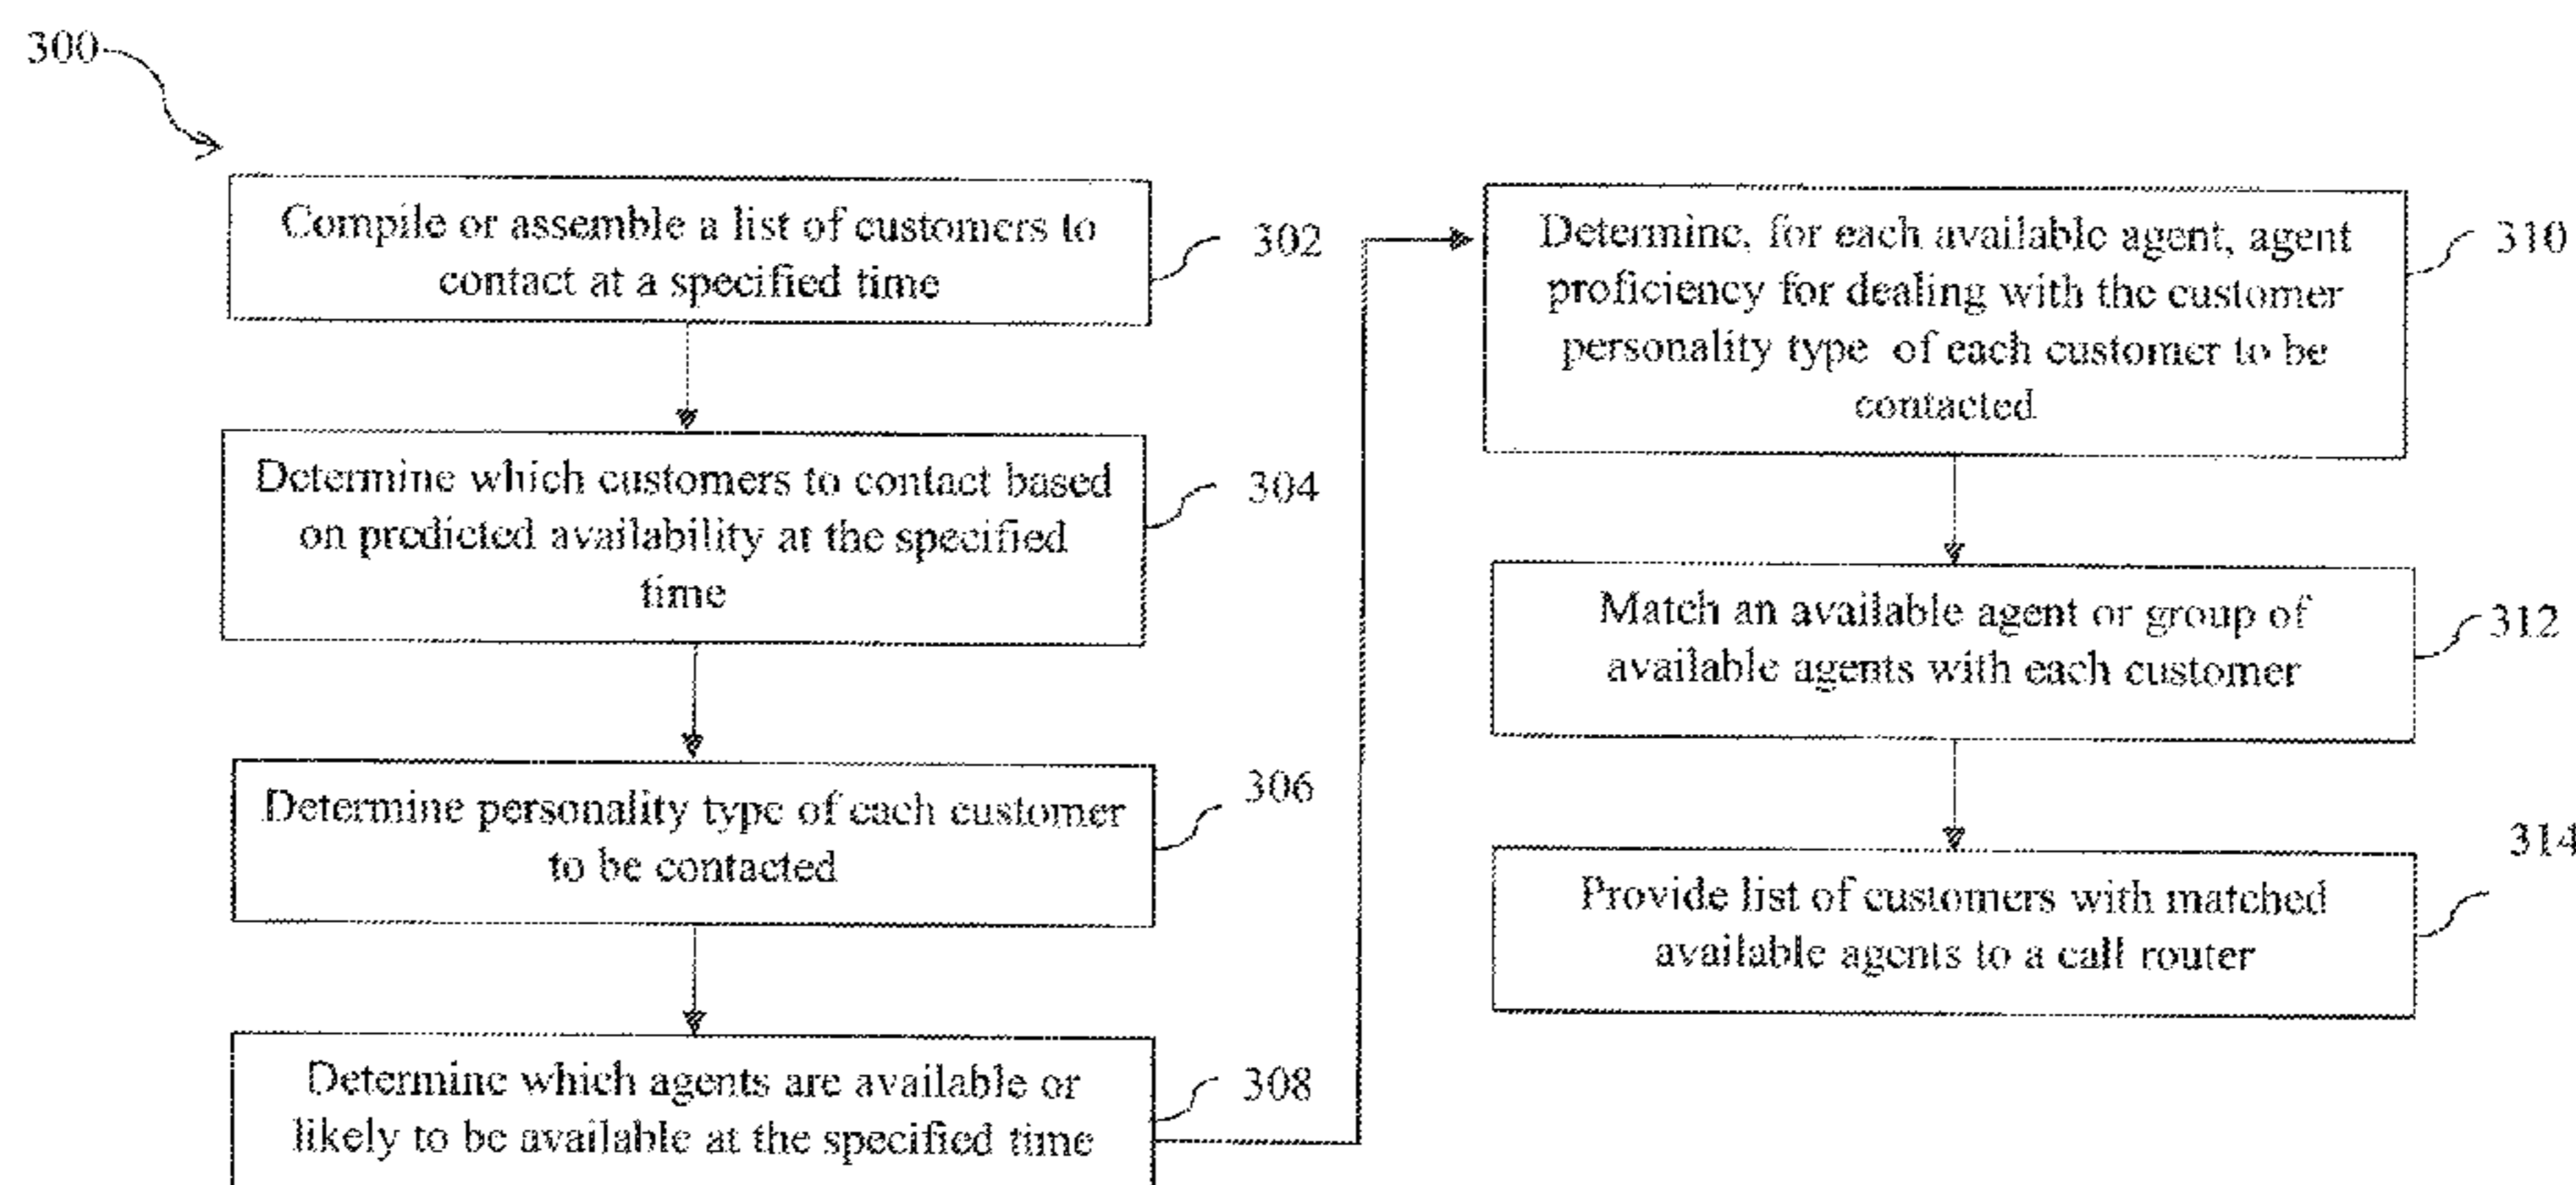 300
Compile or assemble a list of customers to
contact at a specified time
302
Determine which customers to contact based
on predicted availability at the specified
time
304
Determine personality type of each customer
to be contacted
306
Determine which agents are available or
likely to be available at the specified time
308
Determine, for each available agent, agent
proficiency for dealing with the customer
personality type of each customer to be
contacted
310
Match an available agent or group of
available agents with each customer
312
Provide list of customers with matched
available agents to a call router
314